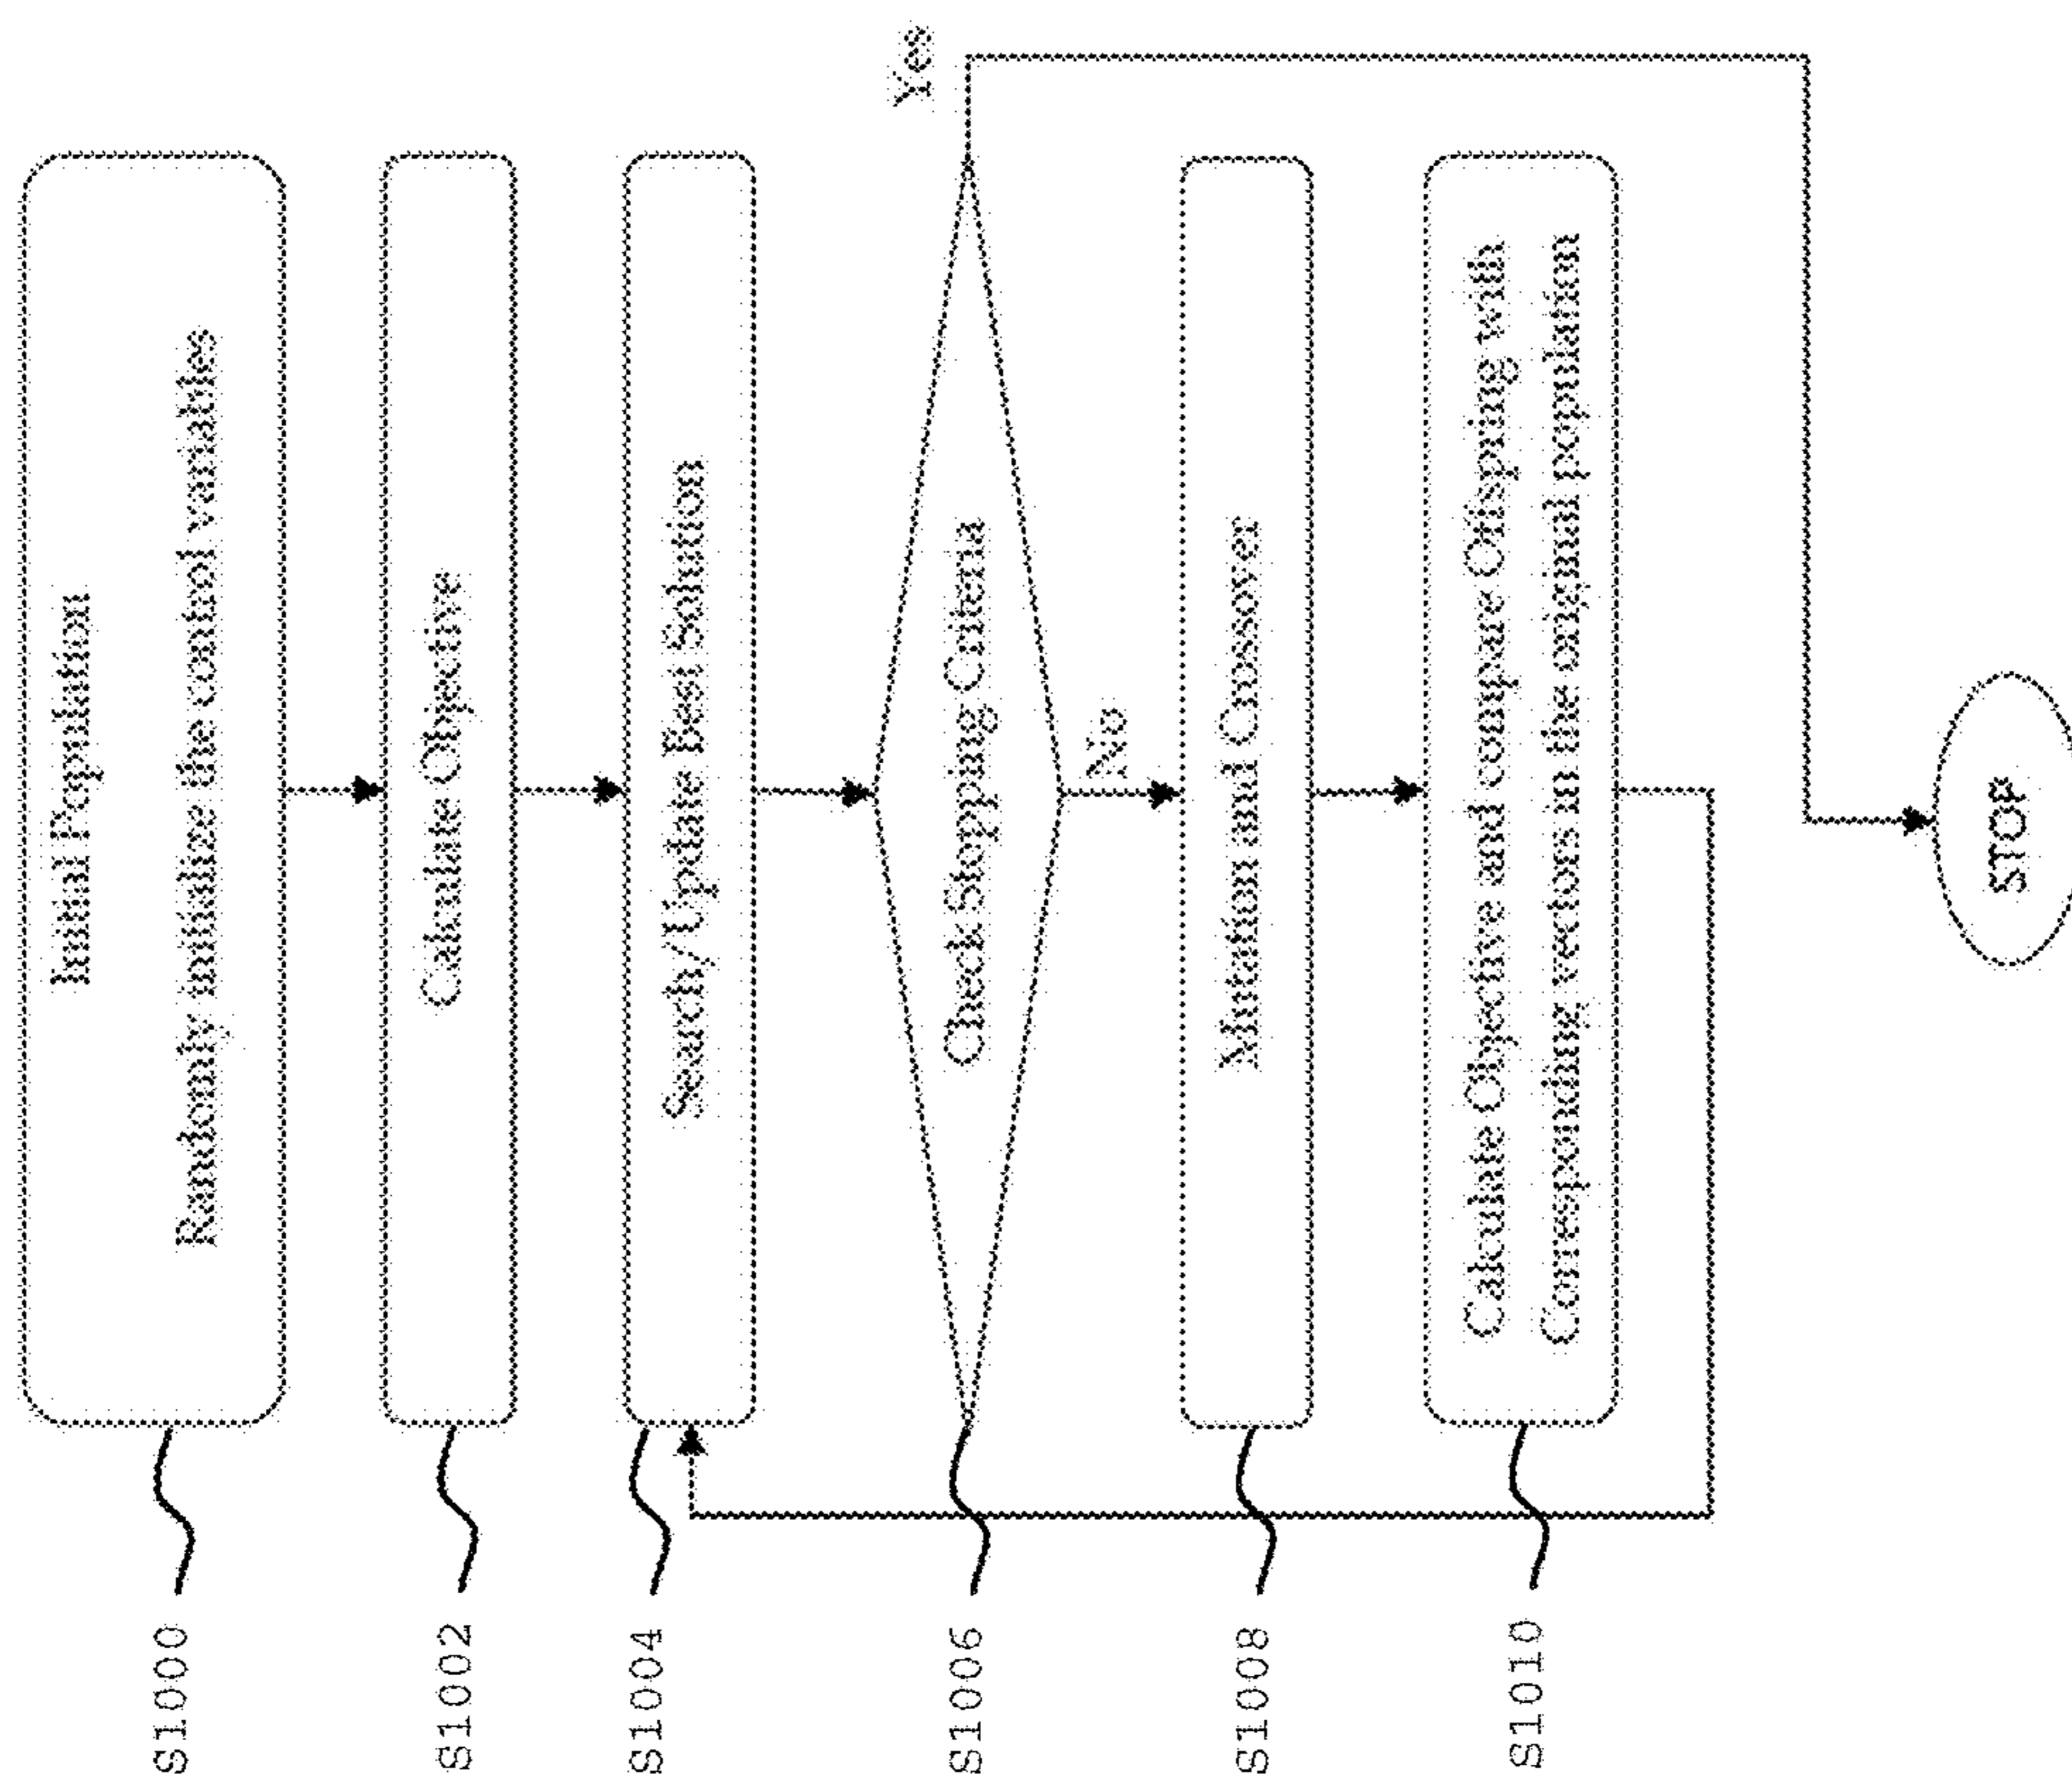 S1000
Initial Population
Randomly initialize the control variables
S1002
Calculate Objective
S1004
Search/Update Best Solution
S1006
Check Stopping Criteria
Yes
No
S1008
Mutation and Crossover
S1010
Calculate Objective and compare Offspring with
Corresponding vectors in the original population
STOP